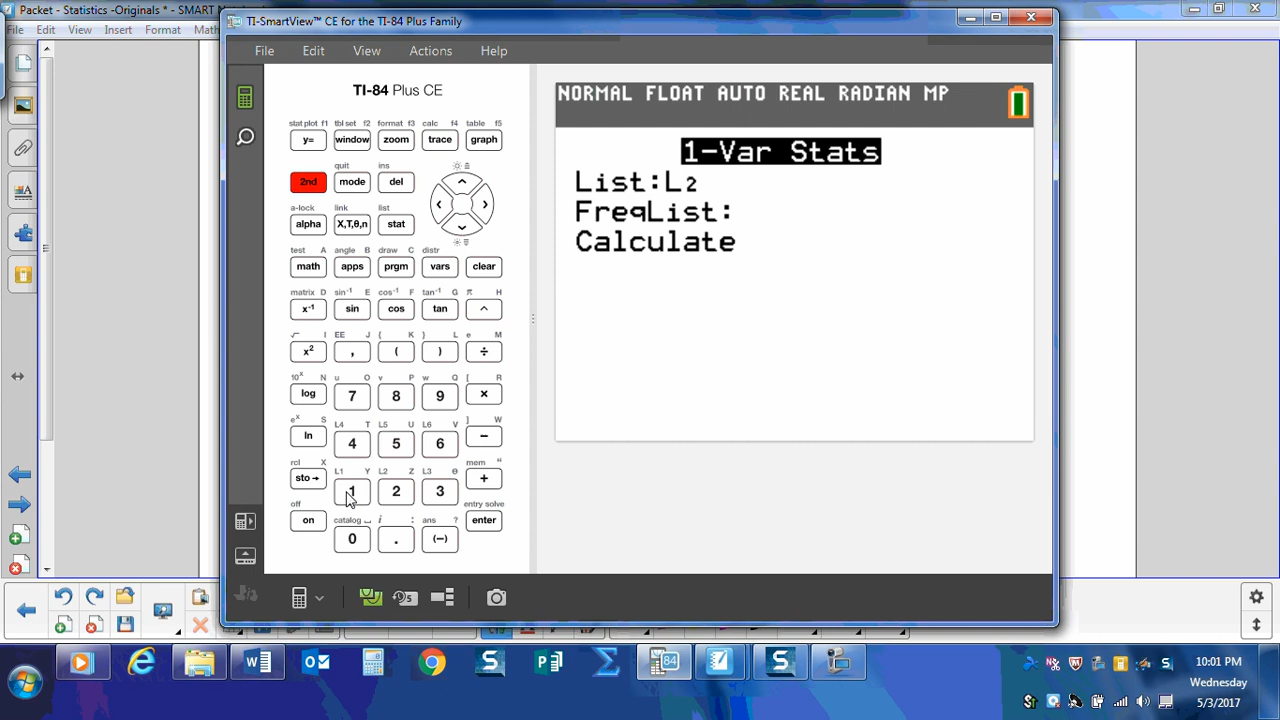 Packet - Statistics -Originals * - SMART Note
File Edit View Insert Format Math
TI-SmartView™ CE for the TI-84 Plus Family
File Edit View Actions Help
TI-84 Plus CE
stat plot f1 tbl set f2 format f3 calc f4 table f5
y= window zoom trace graph
quit ins
2nd mode del
a-lock link list
alpha X,T,θ,n stat
test A angle B draw C distr
math apps prgm vars clear
matrix D sin-1 E cos-1 F tan-1 G π H
x-1 sin cos tan ^
√ I EE J { K } L e M
x2 , ( ) ÷
10x N u O v P w Q [ R
log 7 8 9 ×
ex S L4 T L5 U L6 V ] W
ln 4 5 6 −
rcl X L1 Y L2 Z L3 θ mem "
sto→ 1 2 3 +
off catalog ⎵ i : ans ? entry solve
on 0 . (−) enter
NORMAL FLOAT AUTO REAL RADIAN MP
1-Var Stats
List:L2
FreqList:
Calculate
84
10:01 PM
Wednesday
5/3/2017